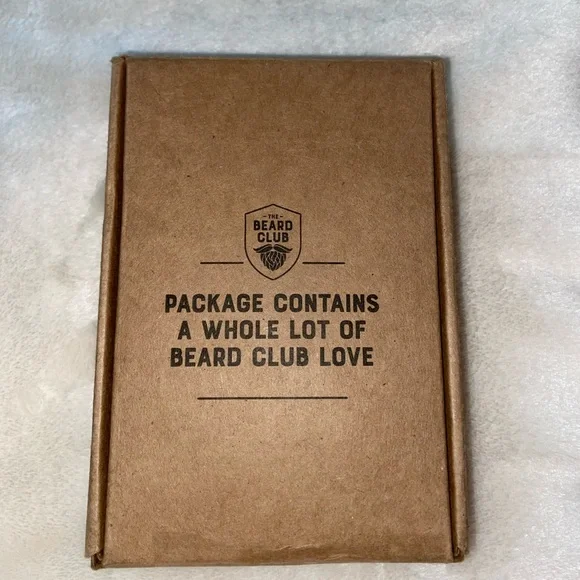 -THE-
BEARD
CLUB
PACKAGE CONTAINS
A WHOLE LOT OF
BEARD CLUB LOVE